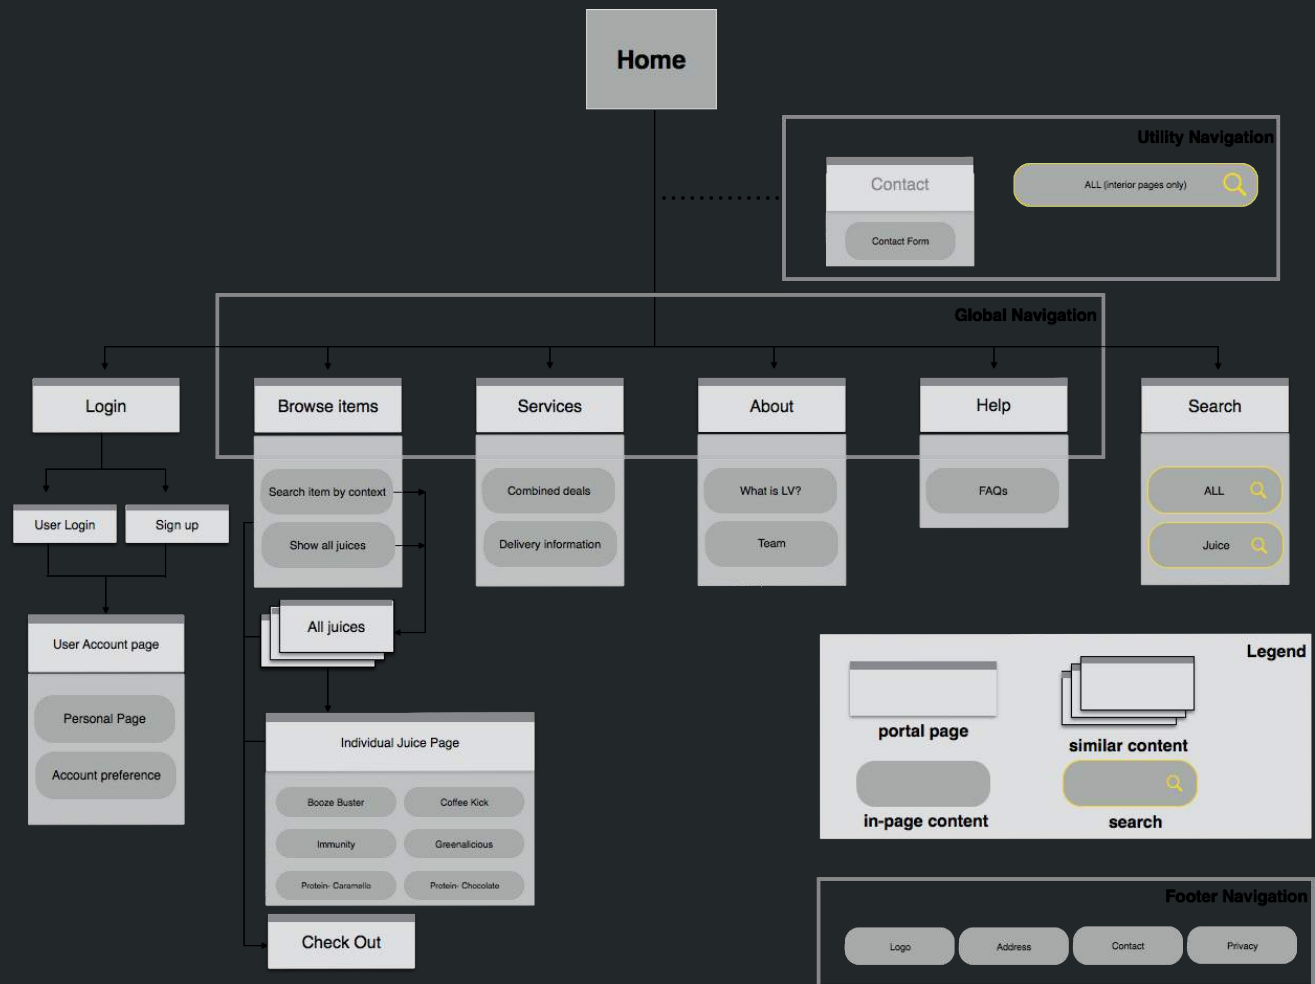 Home
Utility Navigation
Contact
ALL (interior pages only)
Contact Form
Global Navigation
Login
Browse items
Services
About
Help
Search
Search item by context
Combined deals
What is LV?
FAQs
ALL
User Login
Sign up
Show all juices
Delivery information
Team
Juice
All juices
User Account page
Personal Page
Account preference
Individual Juice Page
Booze Buster
Coffee Kick
Immunity
Greenalicious
Protein- Caramello
Protein- Chocolate
Check Out
Legend
portal page
similar content
in-page content
search
Footer Navigation
Logo
Address
Contact
Privacy